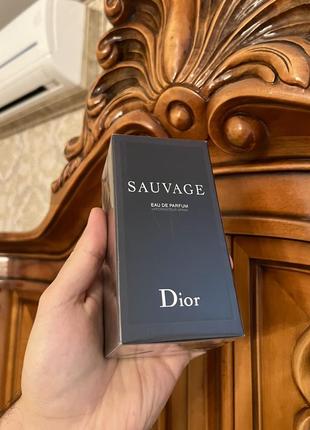 SAUVAGE
EAU DE PARFUM
VAPORISATEUR SPRAY
Dior